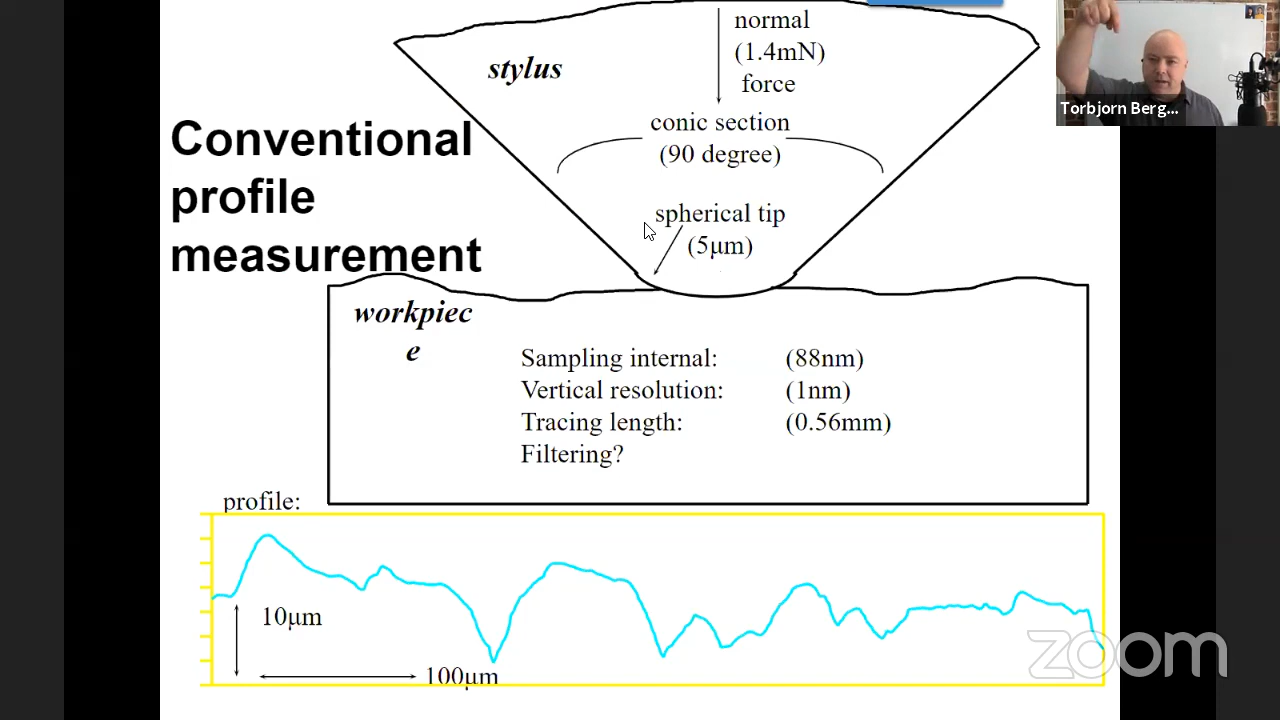 normal
(1.4mN)
force
stylus
conic section
(90 degree)
Conventional
profile
measurement
spherical tip
(5μm)
workpiec
e
Sampling internal: (88nm)
Vertical resolution: (1nm)
Tracing length: (0.56mm)
Filtering?
profile:
10μm
100μm
Torbjorn Berg...
zoom